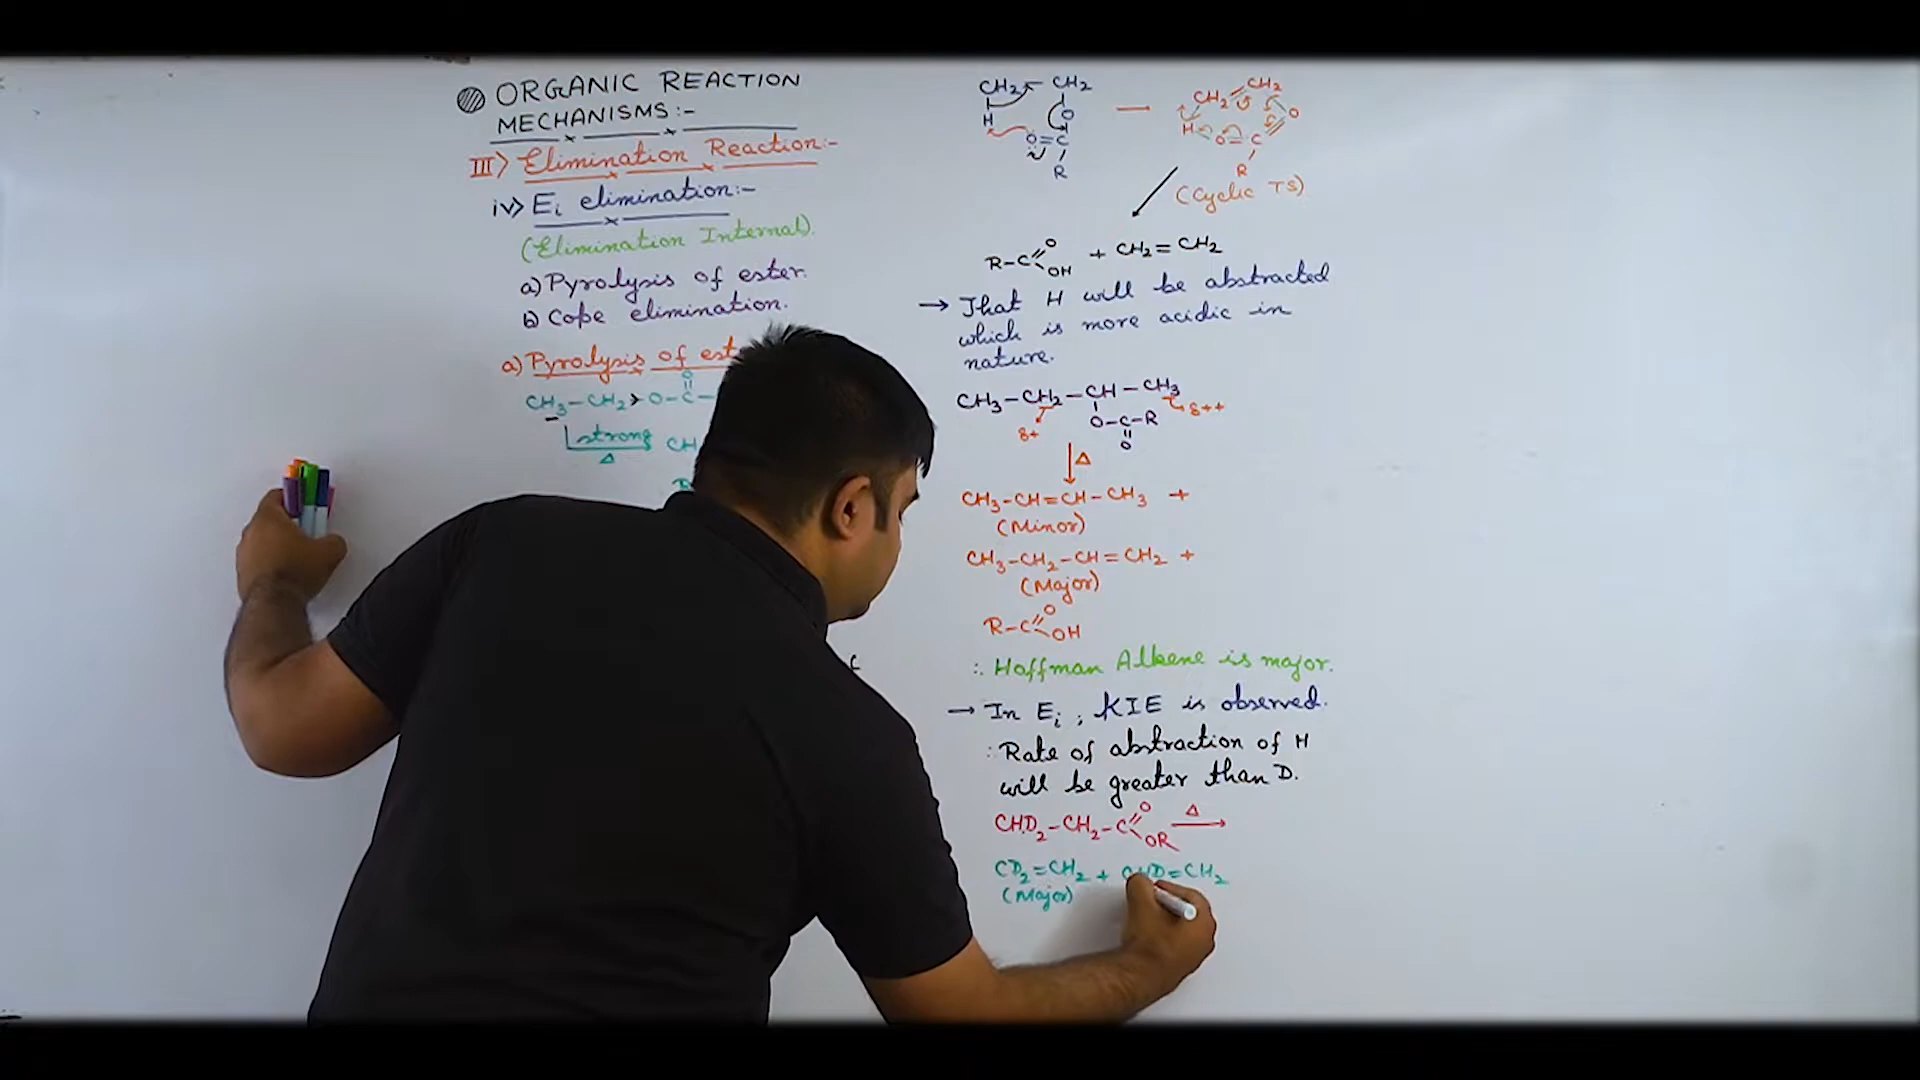 ORGANIC REACTION
MECHANISMS:-
III> Elimination Reaction:-
iv> Ei elimination:-
(Elimination Internal).
a) Pyrolysis of ester.
b) Cope elimination.
a) Pyrolysis of est
CH3-CH2-O-C-
O
strong
Δ
CH
CH2 CH2
H O
O=C
R
CH2 CH2
H O
O=C
R
(Cyclic TS)
R-C O OH + CH2=CH2
→ That H will be abstracted
which is more acidic in
nature.
CH3-CH2-CH-CH3
δ+ O-C-R δ++
O
Δ
CH3-CH=CH-CH3 +
(Minor)
CH3-CH2-CH=CH2 +
(Major)
R-C O OH
∴ Hoffman Alkene is major.
→ In Ei, KIE is observed.
∴ Rate of abstraction of H
will be greater than D.
CHD2-CH2-C O OR Δ →
CD2=CH2 + CHD=CH2
(Major)